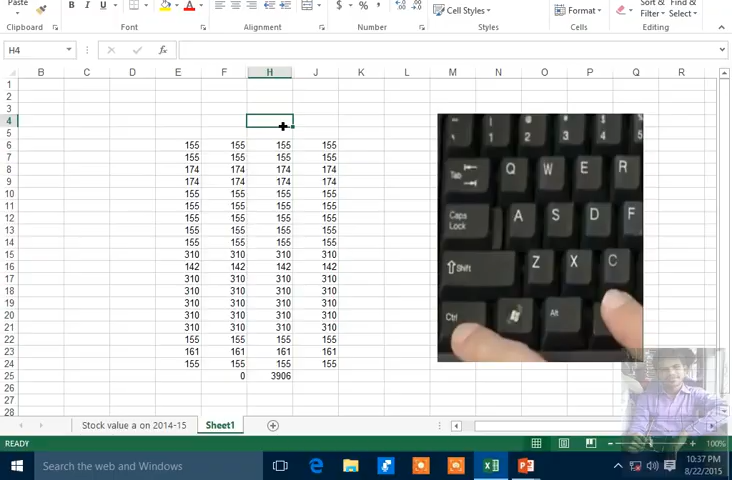 Paste
B I U
$ % ,
Cell Styles
Format
Sort &
Find &
Filter
Select
Clipboard
Font
Alignment
Number
Styles
Cells
Editing
H4
fx
B C D E F H J K L M N O P Q R
1
2
3
4
5
6 155 155 155 155
7 155 155 155 155
8 174 174 174 174
9 174 174 174 174
10 155 155 155 155
11 155 155 155 155
12 155 155 155 155
13 155 155 155 155
14 155 155 155 155
15 310 310 310 310
16 142 142 142 142
17 310 310 310 310
18 310 310 310 310
19 310 310 310 310
20 310 310 310 310
21 310 310 310 310
22 155 155 155 155
23 161 161 161 161
24 155 155 155 155
25 0 3906
26
27
28
! @ # $
1 2 3 4
Tab Q W E R
Caps Lock A S D F
Shift Z X C
Ctrl Alt
Stock value a on 2014-15 Sheet1
READY
100%
Search the web and Windows
10:37 PM
8/22/2015